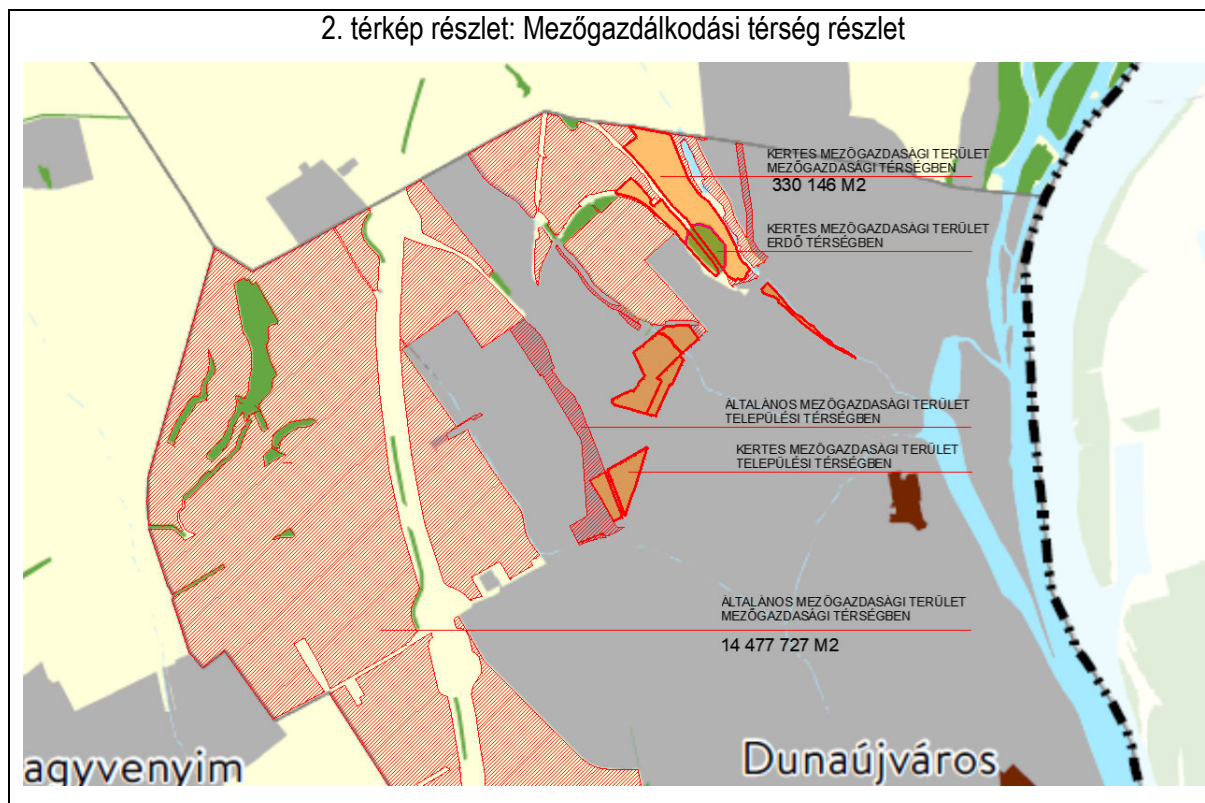 2. térkép részlet: Mezőgazdálkodási térség részlet
KERTES MEZŐGAZDASÁGI TERÜLET
MEZŐGAZDASÁGI TÉRSÉGBEN
330 146 M2
KERTES MEZŐGAZDASÁGI TERÜLET
ERDŐ TÉRSÉGBEN
ÁLTALÁNOS MEZŐGAZDASÁGI TERÜLET
TELEPÜLÉSI TÉRSÉGBEN
KERTES MEZŐGAZDASÁGI TERÜLET
TELEPÜLÉSI TÉRSÉGBEN
ÁLTALÁNOS MEZŐGAZDASÁGI TERÜLET
MEZŐGAZDASÁGI TÉRSÉGBEN
14 477 727 M2
agyvenyim
Dunaújváros